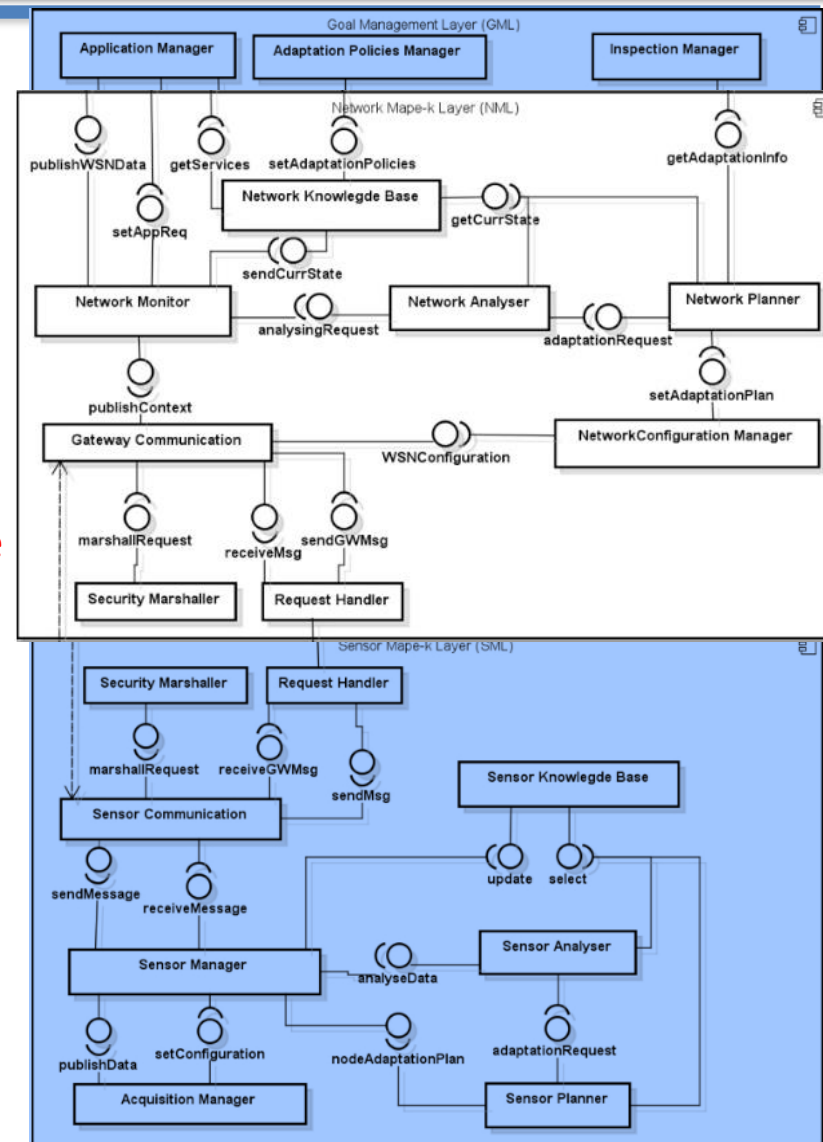 Goal Management Layer (GML)
Application Manager
Adaptation Policies Manager
Inspection Manager
Network Mape-k Layer (NML)
publishWSNData
getServices
setAdaptationPolicies
getAdaptationInfo
setAppReq
Network Knowlegde Base
getCurrState
sendCurrState
Network Monitor
analysingRequest
Network Analyser
adaptationRequest
Network Planner
publishContext
setAdaptationPlan
Gateway Communication
WSNConfiguration
NetworkConfiguration Manager
marshallRequest
receiveMsg
sendGWMsg
e
Security Marshaller
Request Handler
Sensor Mape-k Layer (SML)
Security Marshaller
Request Handler
marshallRequest
receiveGWMsg
sendMsg
Sensor Knowlegde Base
Sensor Communication
update
select
sendMessage
receiveMessage
Sensor Manager
analyseData
Sensor Analyser
publishData
setConfiguration
nodeAdaptationPlan
adaptationRequest
Acquisition Manager
Sensor Planner